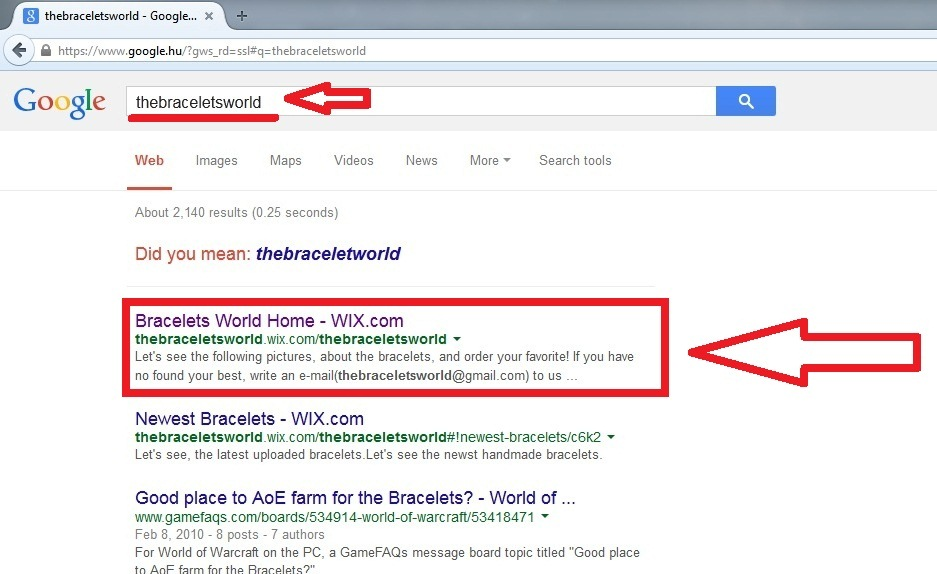 thebraceletsworld - Google...
https://www.google.hu/?gws_rd=ssl#q=thebraceletsworld
Google
thebraceletsworld
Web Images Maps Videos News More Search tools
About 2,140 results (0.25 seconds)
Did you mean: thebraceletworld
Bracelets World Home - WIX.com
thebraceletsworld.wix.com/thebraceletsworld
Let's see the following pictures, about the bracelets, and order your favorite! If you have
no found your best, write an e-mail(thebraceletsworld@gmail.com) to us ...
Newest Bracelets - WIX.com
thebraceletsworld.wix.com/thebraceletsworld#!newest-bracelets/c6k2
Let's see, the latest uploaded bracelets.Let's see the newst handmade bracelets.
Good place to AoE farm for the Bracelets? - World of ...
www.gamefaqs.com/boards/534914-world-of-warcraft/53418471
Feb 8, 2010 - 8 posts - 7 authors
For World of Warcraft on the PC, a GameFAQs message board topic titled "Good place
to AoE farm for the Bracelets?"